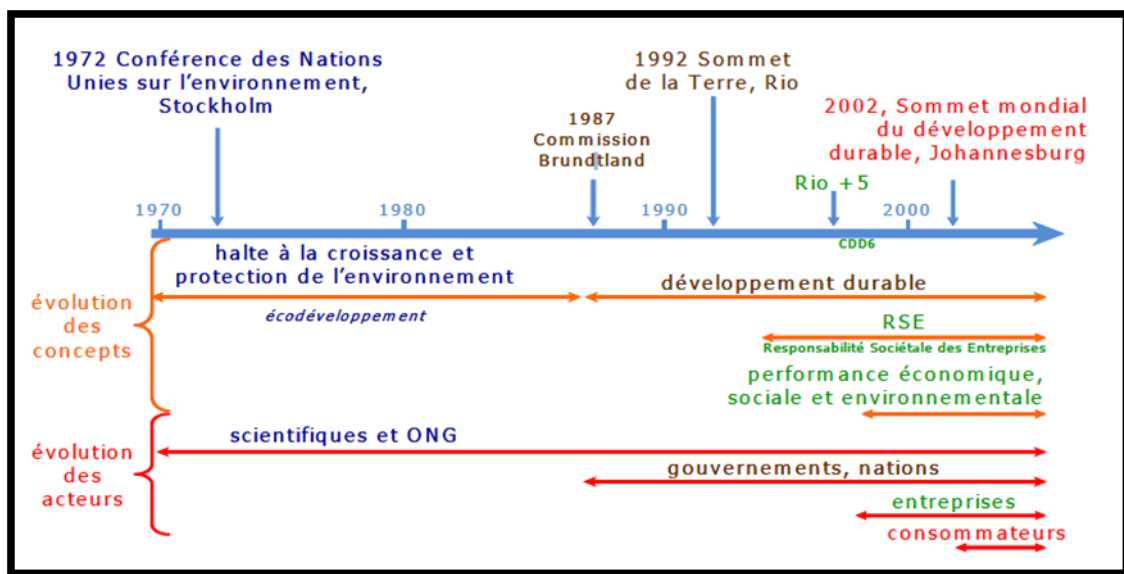 1972 Conférence des Nations
Unies sur l'environnement,
Stockholm
1987
Commission
Brundtland
1992 Sommet
de la Terre, Rio
2002, Sommet mondial
du développement
durable, Johannesburg
Rio +5
1970
1980
1990
2000
CDD6
évolution
des
concepts
halte à la croissance et
protection de l'environnement
écodéveloppement
développement durable
RSE
Responsabilité Sociétale des Entreprises
performance économique,
sociale et environnementale
évolution
des
acteurs
scientifiques et ONG
gouvernements, nations
entreprises
consommateurs